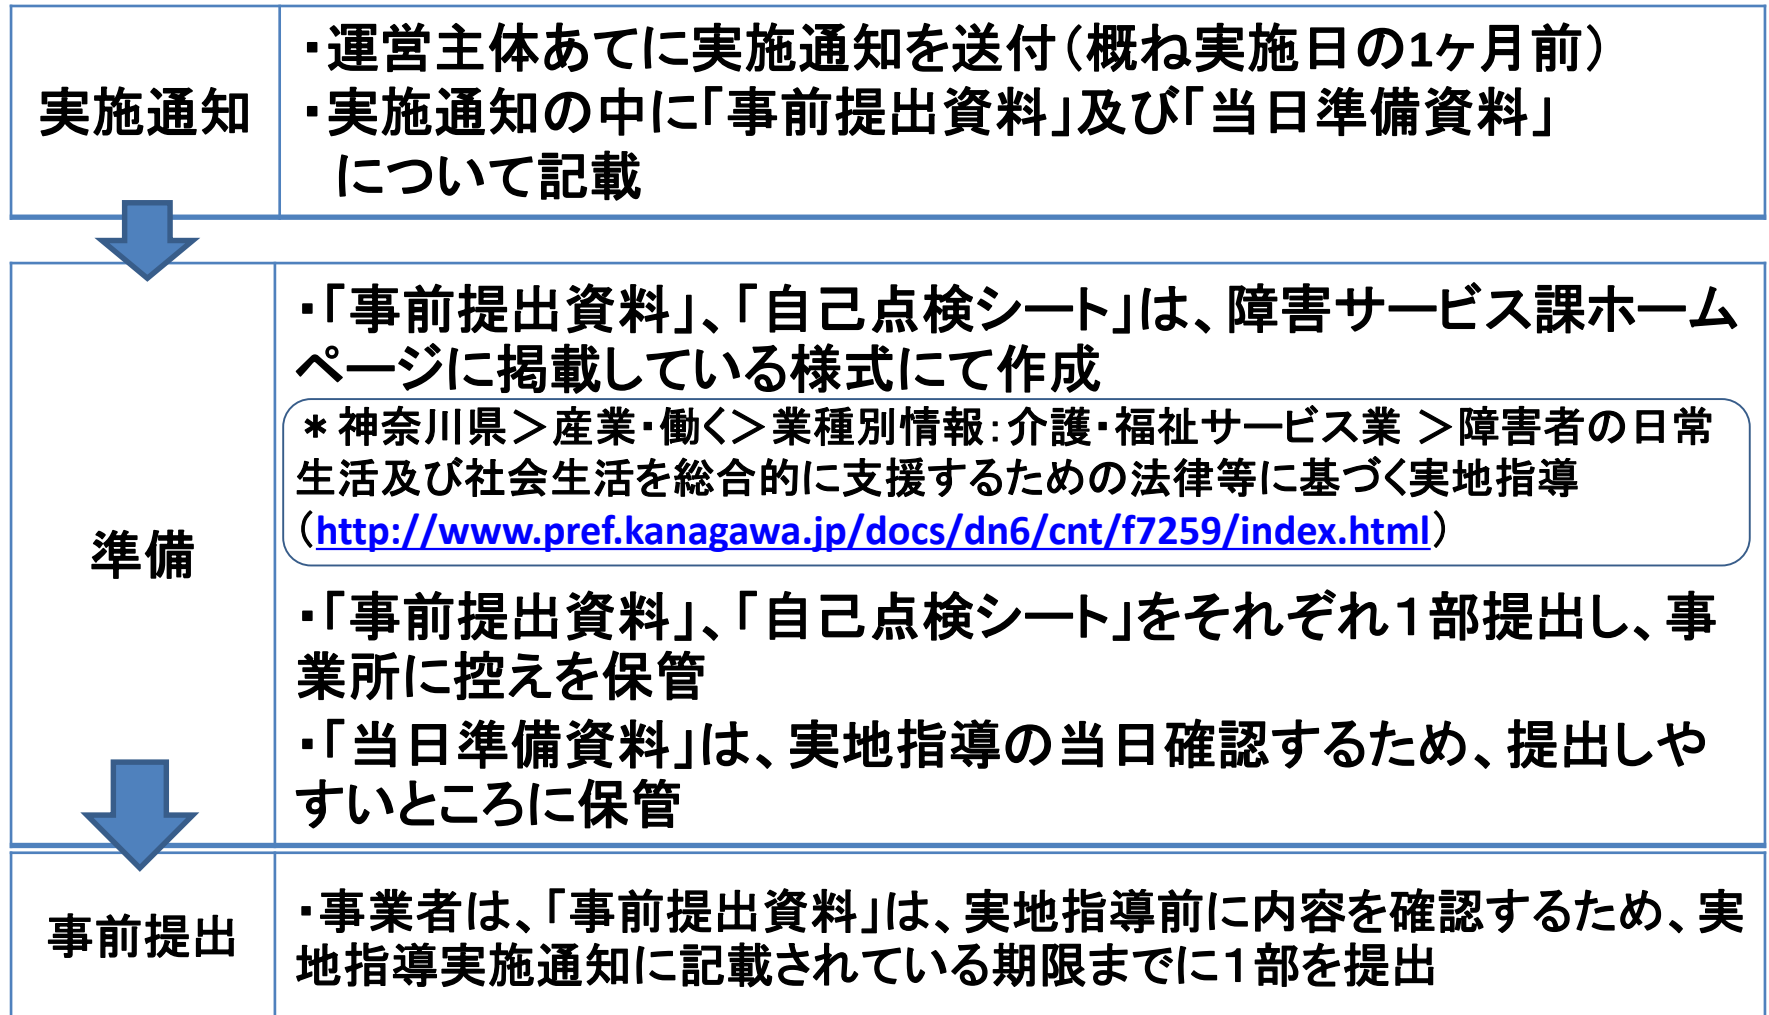 実施通知
・運営主体あてに実施通知を送付（概ね実施日の1ヶ月前）
・実施通知の中に「事前提出資料」及び「当日準備資料」
について記載
準備
・「事前提出資料」、「自己点検シート」は、障害サービス課ホーム
ページに掲載している様式にて作成
＊神奈川県＞産業・働く＞業種別情報：介護・福祉サービス業 ＞障害者の日常
生活及び社会生活を総合的に支援するための法律等に基づく実地指導
（http://www.pref.kanagawa.jp/docs/dn6/cnt/f7259/index.html）
・「事前提出資料」、「自己点検シート」をそれぞれ１部提出し、事
業所に控えを保管
・「当日準備資料」は、実地指導の当日確認するため、提出しや
すいところに保管
事前提出
・事業者は、「事前提出資料」は、実地指導前に内容を確認するため、実
地指導実施通知に記載されている期限までに１部を提出